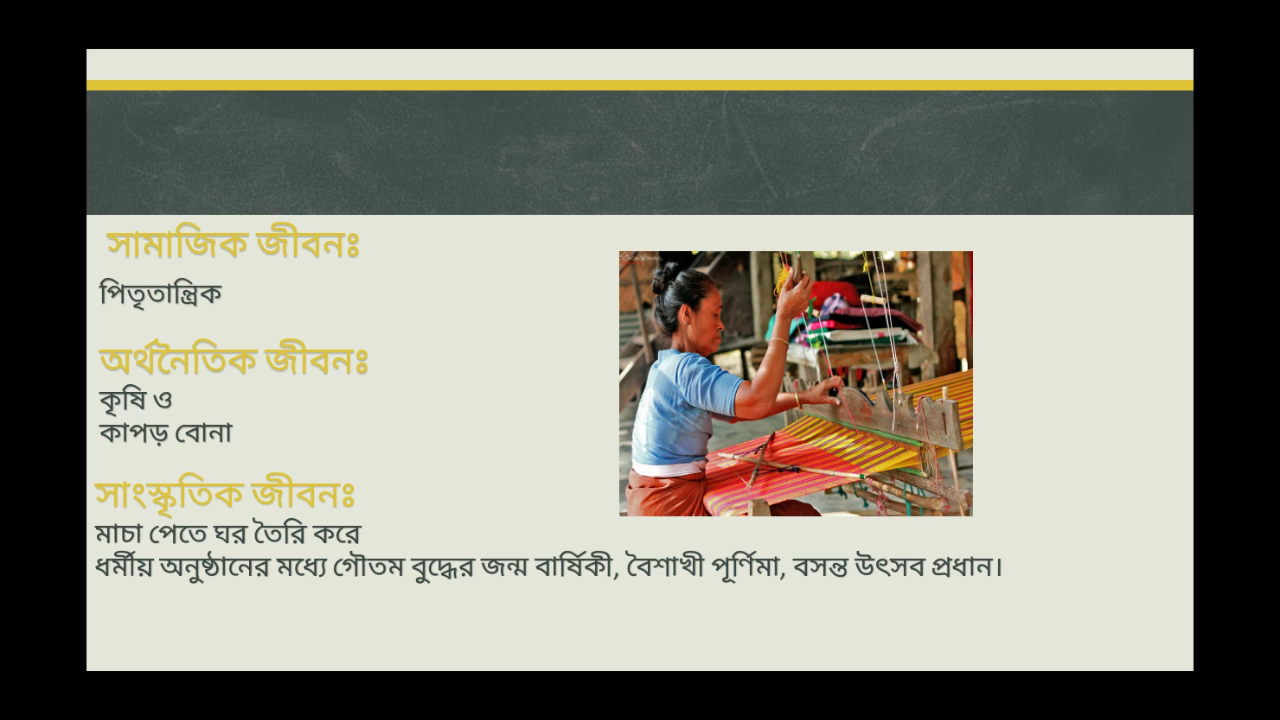 সামাজিক জীবনঃ
পিতৃতান্ত্রিক
অর্থনৈতিক জীবনঃ
কৃষি ও
কাপড় বোনা
সাংস্কৃতিক জীবনঃ
মাচা পেতে ঘর তৈরি করে
ধর্মীয় অনুষ্ঠানের মধ্যে গৌতম বুদ্ধের জন্ম বার্ষিকী, বৈশাখী পূর্ণিমা, বসন্ত উৎসব প্রধান।